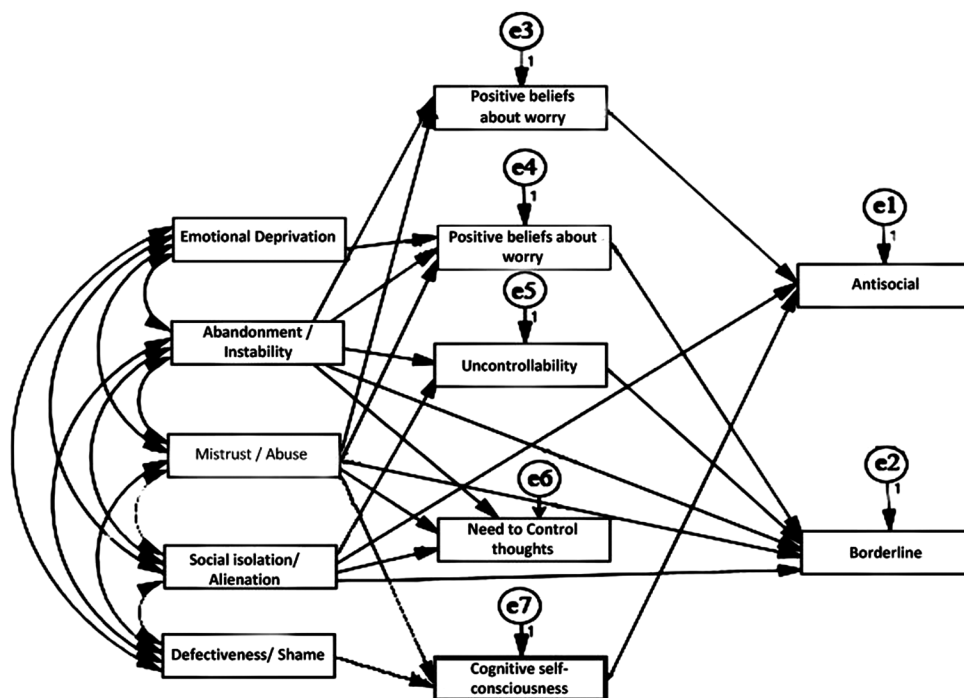 e3
1
Positive beliefs
about worry
e4
1
Emotional Deprivation
Positive beliefs about
worry
e1
1
Antisocial
e5
1
Abandonment /
Instability
Uncontrollability
Mistrust / Abuse
e2
1
Borderline
e6
Need to Control
thoughts
Social isolation/
Alienation
e7
1
Defectiveness/ Shame
Cognitive self-
consciousness